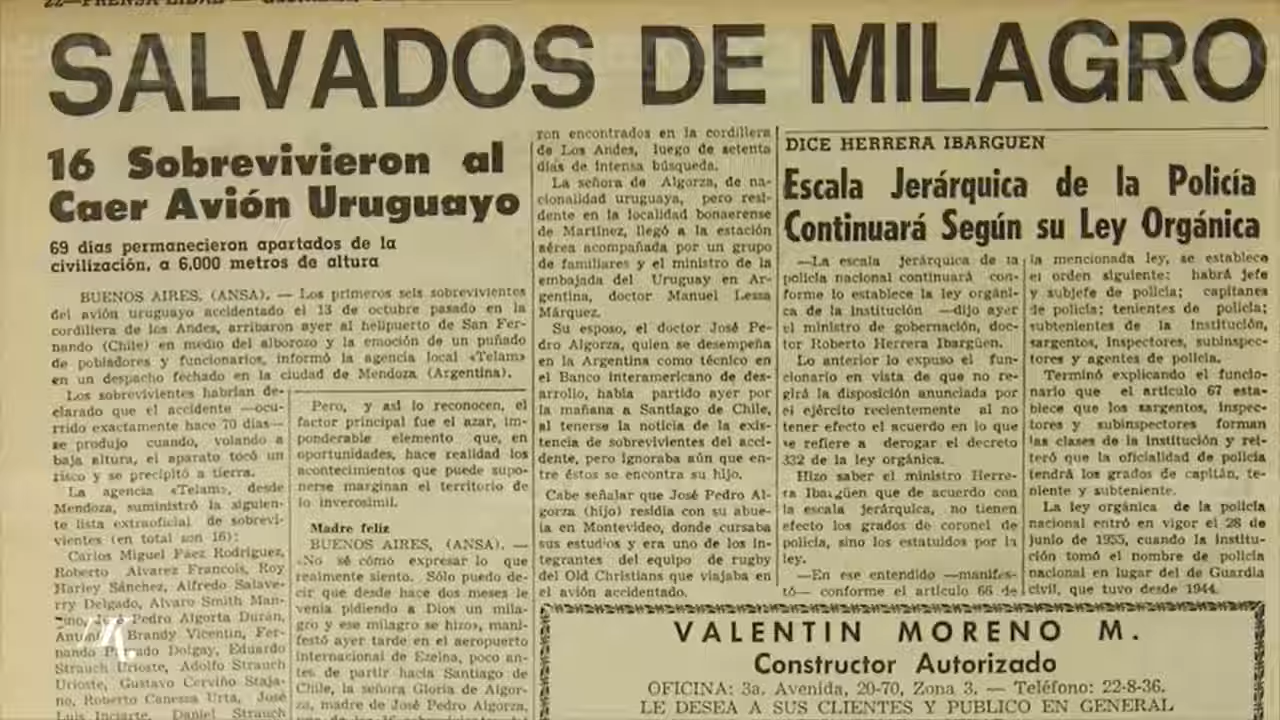 22—PRENSA LIBRE —
SALVADOS DE MILAGRO
16 Sobrevivieron al
Caer Avión Uruguayo
69 días permanecieron apartados de la
civilización, a 6.000 metros de altura
BUENOS AIRES, (ANSA). — Los primeros seis sobrevivientes
del avión uruguayo accidentado el 13 de octubre pasado en la
cordillera de los Andes, arribaron ayer al helipuerto de San Fer-
nando (Chile) en medio del alborozo y la emoción de un puñado
de pobladores y funcionarios, informó la agencia local «Telam»
en un despacho fechado en la ciudad de Mendoza (Argentina).
Los sobrevivientes habrían de-
clarado que el accidente —ocu-
rrido exactamente hace 70 días—
se produjo cuando, volando a
baja altura, el aparato tocó un
risco y se precipitó a tierra.
La agencia «Telam», desde
Mendoza, suministró la siguien-
te lista extraoficial de sobrevi-
vientes (en total son 16):
Carlos Miguel Páez Rodríguez,
Roberto Alvarez Francois, Roy
Harley Sánchez, Alfredo Salave-
rry Delgado, Alvaro Smith Man-
gino, José Pedro Algorta Durán,
Brandy Vicentin, Fer-
nando Dolgay, Eduardo
Strauch Urioste, Adolfo Strauch
Urioste, Gustavo Cerviño Staja-
no, Roberto Canessa Urta, José
Luis Inciarte, Daniel Strauch
Pero, y así lo reconocen, el
factor principal fue el azar, im-
ponderable elemento que, en
oportunidades, hace realidad los
acontecimientos que puede supo-
nerse marginan el territorio de
lo inverosímil.
Madre feliz
BUENOS AIRES, (ANSA). —
«No sé cómo expresar lo que
realmente siento. Sólo puedo de-
cir que desde hace dos meses le
venía pidiendo a Dios un mila-
gro y ese milagro se hizo», mani-
festó ayer tarde en el aeropuerto
internacional de Ezeiza, poco an-
tes de partir hacia Santiago de
Chile, la señora Gloria de Algor-
za, madre de José Pedro Algorza,
ron encontrados en la cordillera
de Los Andes, luego de setenta
días de intensa búsqueda.
La señora de Algorza, de na-
cionalidad uruguaya, pero resi-
dente en la localidad bonaerense
de Martínez, llegó a la estación
aérea acompañada por un grupo
de familiares y el ministro de la
embajada del Uruguay en Ar-
gentina, doctor Manuel Lessa
Márquez.
Su esposo, el doctor José Pe-
dro Algorza, quien se desempeña
en la Argentina como técnico en
el Banco Interamericano de des-
arrollo, había partido ayer por
la mañana a Santiago de Chile,
al tenerse la noticia de la exis-
tencia de sobrevivientes del acci-
dente, pero ignoraba aún que en-
tre éstos se encontra su hijo.
Cabe señalar que José Pedro Al-
gorza (hijo) residía con su abue-
la en Montevideo, donde cursaba
sus estudios y era uno de los in-
tegrantes del equipo de rugby
del Old Christians que viajaba en
el avión accidentado.
DICE HERRERA IBARGUEN
Escala Jerárquica de la Policía
Continuará Según su Ley Orgánica
—La escala jerárquica de la
policía nacional continuará con-
forme lo establece la ley orgáni-
ca de la institución —dijo ayer
el ministro de gobernación, doc-
tor Roberto Herrera Ibargüen.
Lo anterior lo expuso el fun-
cionario en vista de que no re-
girá la disposición anunciada por
el ejército recientemente al no
tener efecto el acuerdo en lo que
se refiere a derogar el decreto
332 de la ley orgánica.
Hizo saber el ministro Herre-
ra Ibargüen que de acuerdo con
la escala jerárquica, no tienen
efecto los grados de coronel de
policía, sino los estatuidos por la
ley.
—En ese entendido —manifes-
tó— conforme el artículo 66 de
la mencionada ley, se establece
el orden siguiente: habrá jefe
y subjefe de policía; capitanes
de policía; tenientes de policía;
subtenientes de la institución,
sargentos, inspectores, subinspec-
tores y agentes de policía.
Terminó explicando el funcio-
nario que el artículo 67 esta-
blece que los sargentos, inspec-
tores y subinspectores forman
las clases de la institución y rei-
teró que la oficialidad de policía
tendrá los grados de capitán, te-
niente y subteniente.
La ley orgánica de la policía
nacional entró en vigor el 28 de
junio de 1955, cuando la institu-
ción tomó el nombre de policía
nacional en lugar del de Guardia
civil, que tuvo desde 1944.
VALENTIN MORENO M.
Constructor Autorizado
OFICINA: 3a. Avenida, 20-70, Zona 3. — Teléfono: 22-8-36.
LE DESEA A SUS CLIENTES Y PUBLICO EN GENERAL